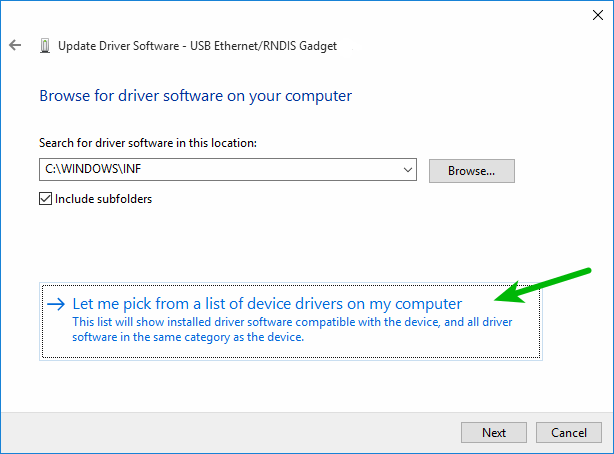 Update Driver Software - USB Ethernet/RNDIS Gadget
Browse for driver software on your computer
Search for driver software in this location:
C:\WINDOWS\INF
Browse...
Include subfolders
Let me pick from a list of device drivers on my computer
This list will show installed driver software compatible with the device, and all driver
software in the same category as the device.
Next
Cancel